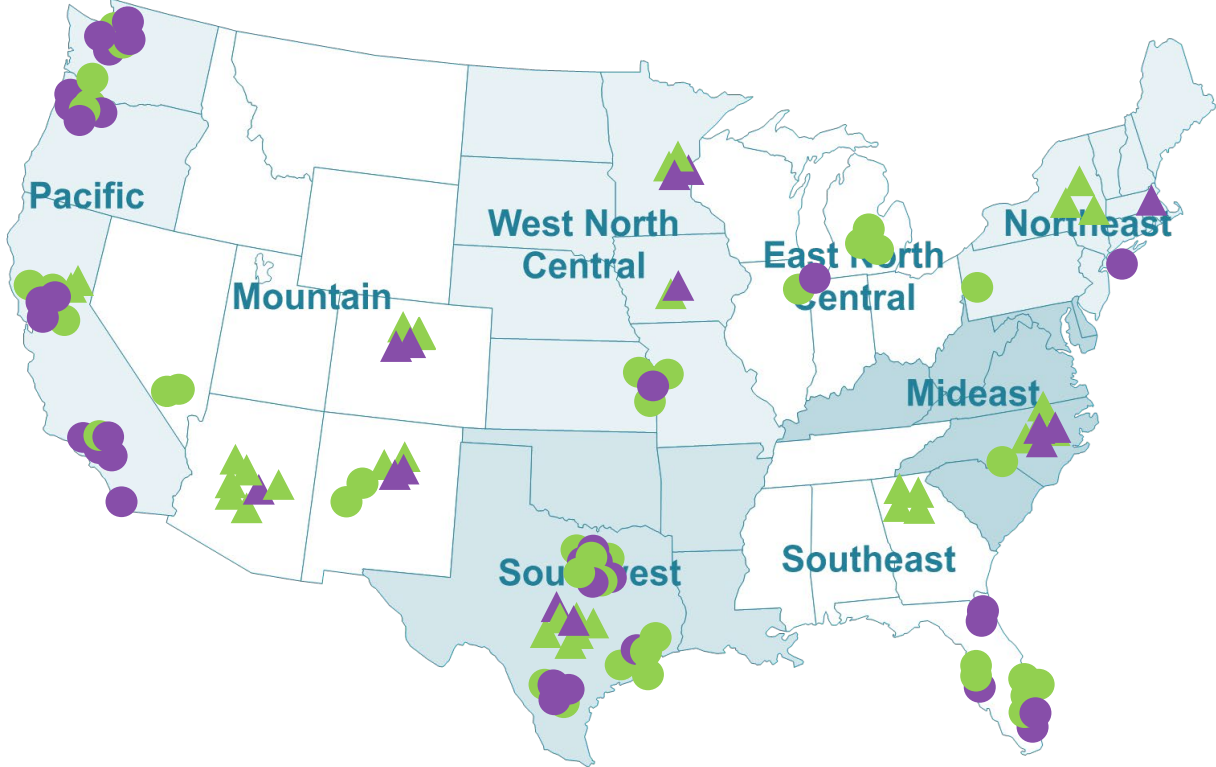 Pacific
West North
Central
Northeast
East North
Central
Mountain
Mideast
Southeast